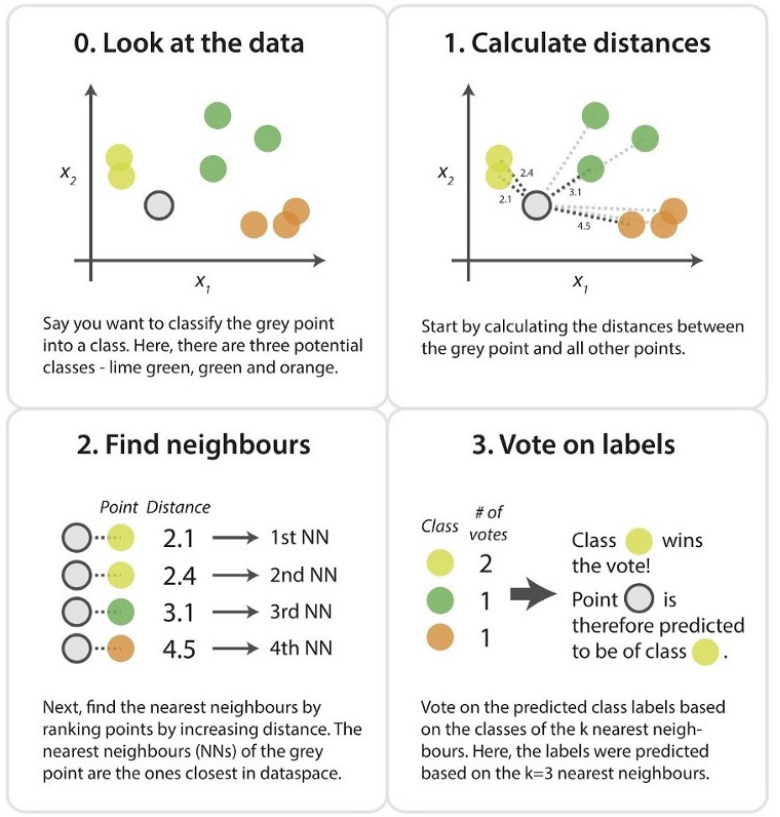 0. Look at the data
X2
X1
Say you want to classify the grey point
into a class. Here, there are three potential
classes - lime green, green and orange.
1. Calculate distances
X2
2.4
2.1
3.1
4.5
X1
Start by calculating the distances between
the grey point and all other points.
2. Find neighbours
Point Distance
2.1 1st NN
2.4 2nd NN
3.1 3rd NN
4.5 4th NN
Next, find the nearest neighbours by
ranking points by increasing distance. The
nearest neighbours (NNs) of the grey
point are the ones closest in dataspace.
3. Vote on labels
Class # of
votes
2
1
1
Class wins
the vote!
Point is
therefore predicted
to be of class .
Vote on the predicted class labels based
on the classes of the k nearest neigh-
bours. Here, the labels were predicted
based on the k=3 nearest neighbours.